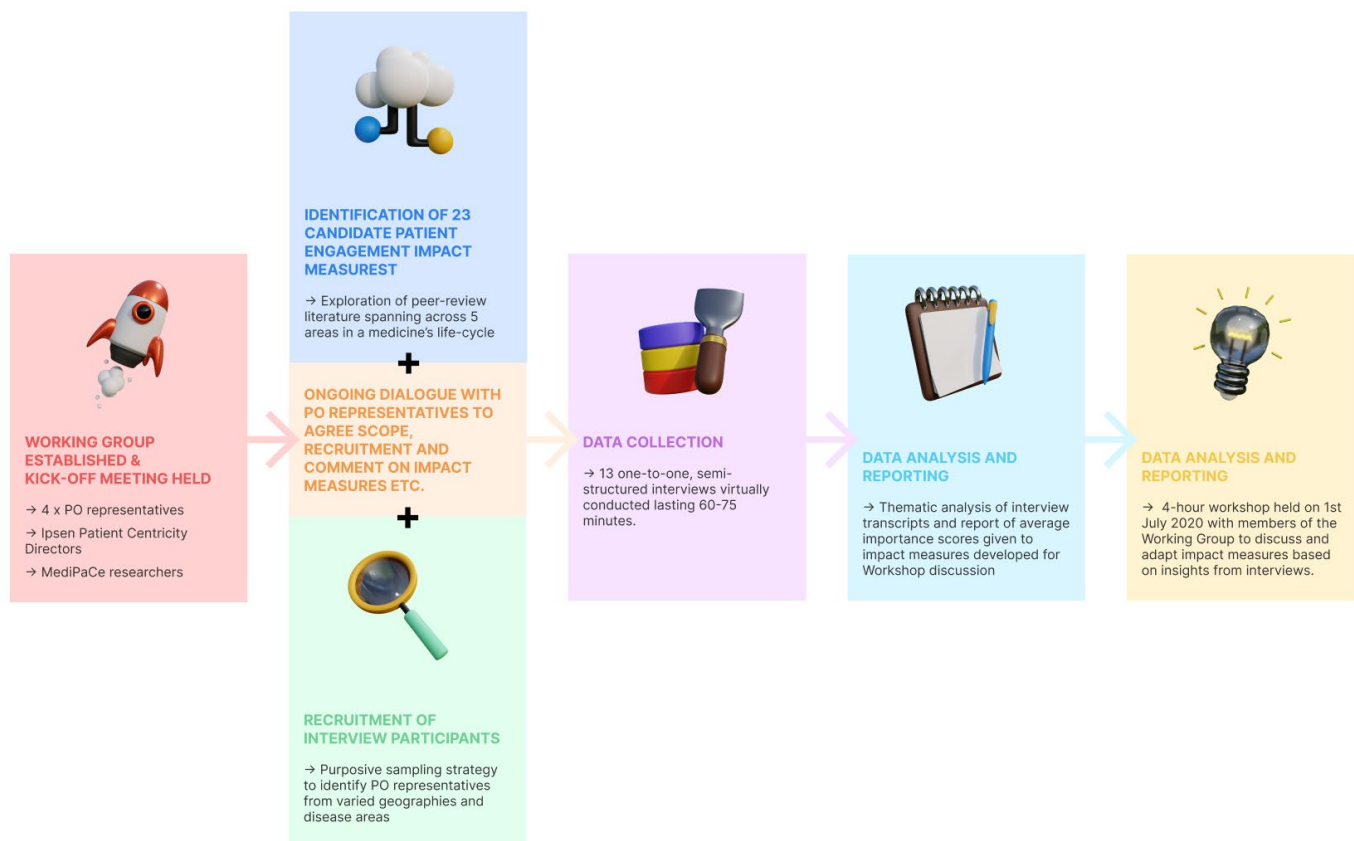 WORKING GROUP
ESTABLISHED &
KICK-OFF MEETING HELD
→ 4 x PO representatives
→ Ipsen Patient Centricity
Directors
→ MediPaCe researchers
IDENTIFICATION OF 23
CANDIDATE PATIENT
ENGAGEMENT IMPACT
MEASUREST
→ Exploration of peer-review
literature spanning across 5
areas in a medicine's life-cycle
+
ONGOING DIALOGUE WITH
PO REPRESENTATIVES TO
AGREE SCOPE,
RECRUITMENT AND
COMMENT ON IMPACT
MEASURES ETC.
+
RECRUITMENT OF
INTERVIEW PARTICIPANTS
→ Purposive sampling strategy
to identify PO representatives
from varied geographies and
disease areas
DATA COLLECTION
→ 13 one-to-one, semi-
structured interviews virtually
conducted lasting 60-75
minutes.
DATA ANALYSIS AND
REPORTING
→ Thematic analysis of interview
transcripts and report of average
importance scores given to
impact measures developed for
Workshop discussion
DATA ANALYSIS AND
REPORTING
→ 4-hour workshop held on 1st
July 2020 with members of the
Working Group to discuss and
adapt impact measures based
on insights from interviews.